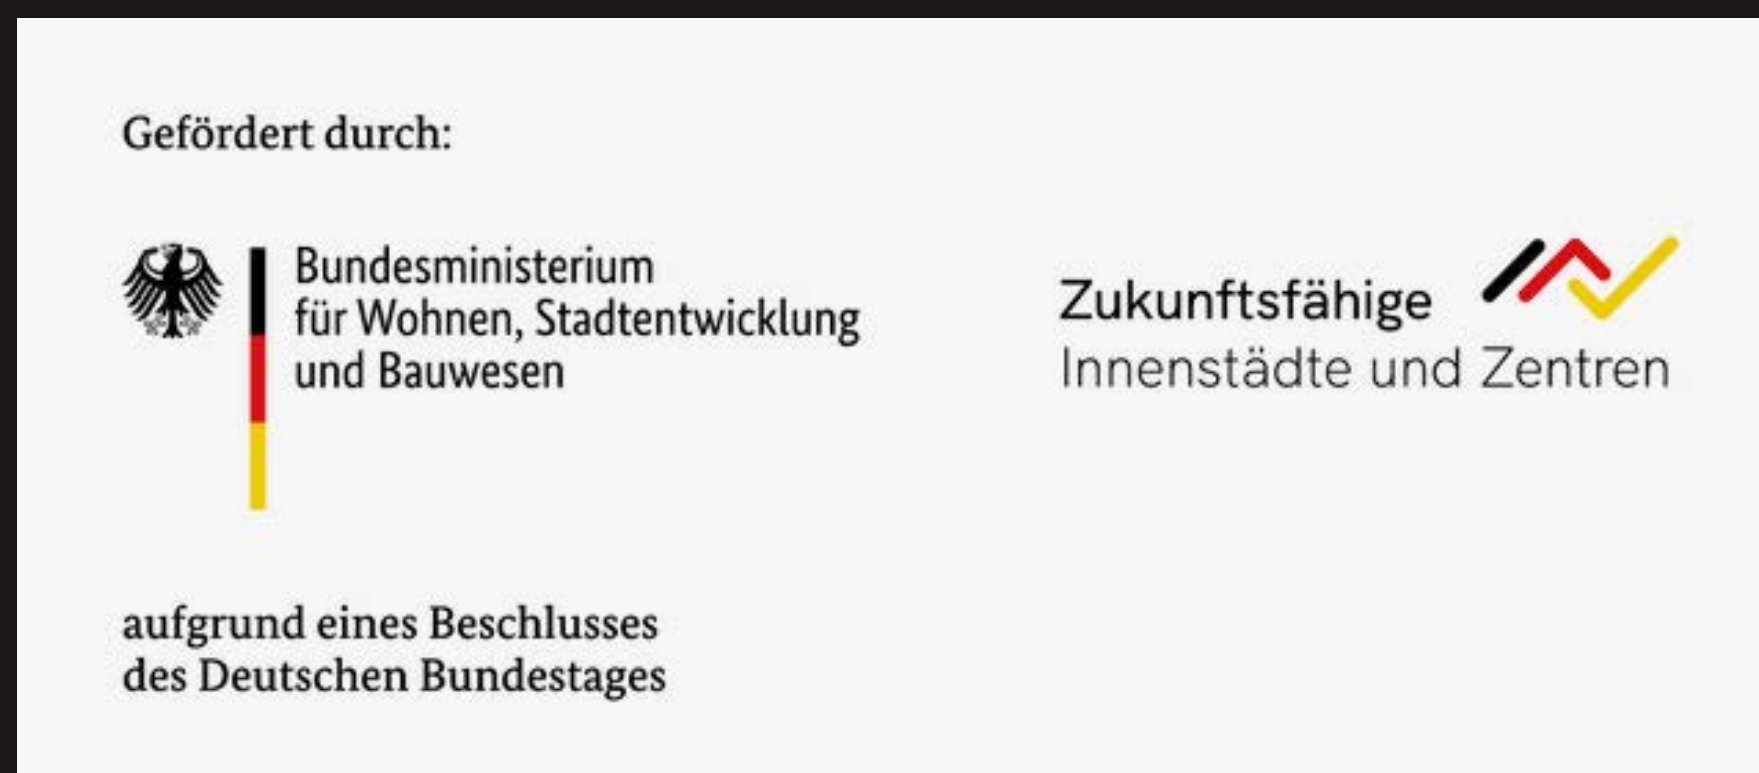 Gefördert durch:
Bundesministerium
für Wohnen, Stadtentwicklung
und Bauwesen
Zukunftsfähige
Innenstädte und Zentren
aufgrund eines Beschlusses
des Deutschen Bundestages